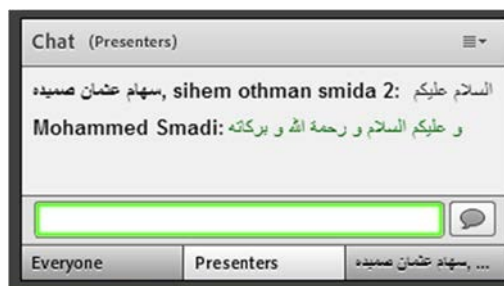 Chat (Presenters)
سهام عثمان صميده, sihem othman smida 2: السلام عليكم
Mohammed Smadi: و عليكم السلام و رحمة الله و بركاته
Everyone
Presenters
سهام عثمان صميده, ...